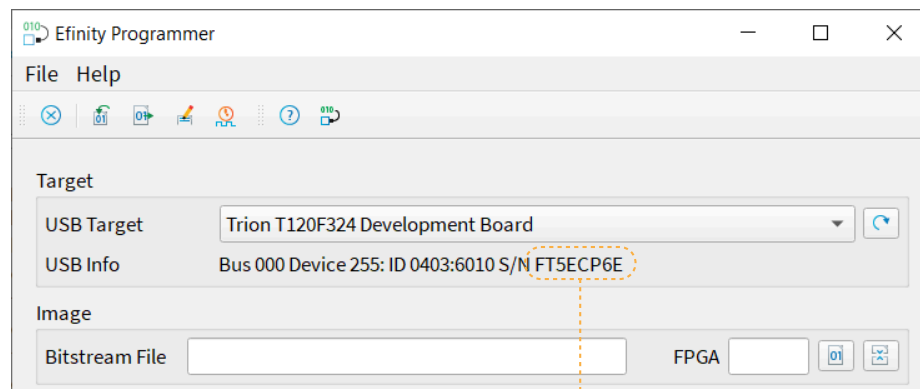 Efinity Programmer
File Help
Target
USB Target Trion T120F324 Development Board
USB Info Bus 000 Device 255: ID 0403:6010 S/N FT5ECP6E
Image
Bitstream File FPGA